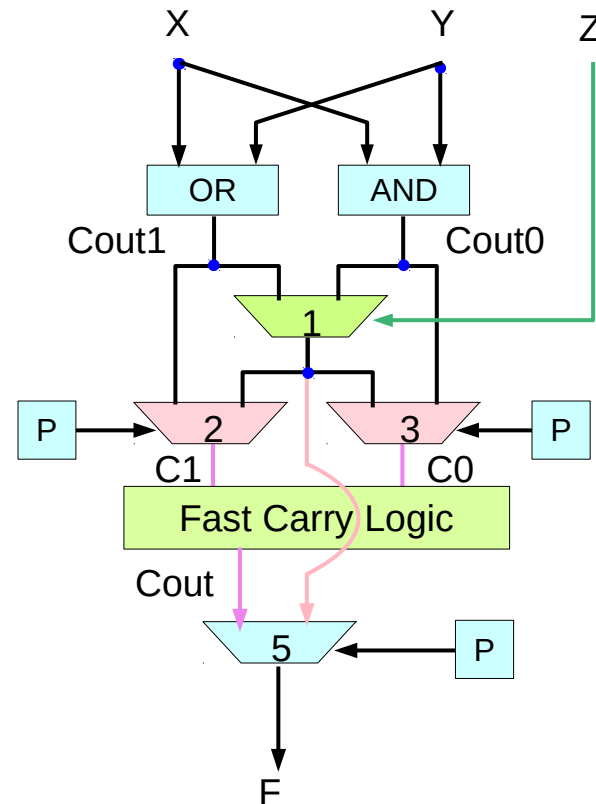 X Y Z
OR AND
Cout1 Cout0
1
P 2 3 P
C1 C0
Fast Carry Logic
Cout
5 P
F